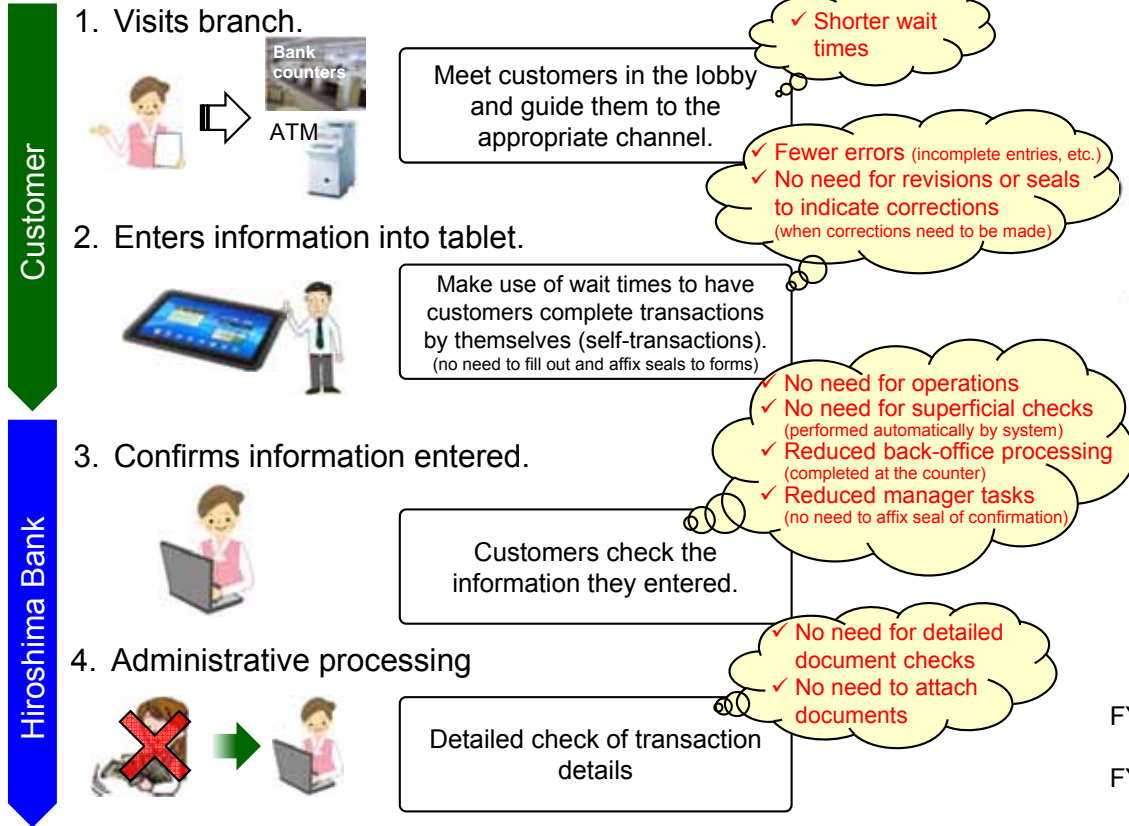 Customer
Hiroshima Bank
1. Visits branch.
Bank
counters
ATM
Meet customers in the lobby
and guide them to the
appropriate channel.
✓ Shorter wait
times
✓ Fewer errors (incomplete entries, etc.)
✓ No need for revisions or seals
to indicate corrections
(when corrections need to be made)
2. Enters information into tablet.
Make use of wait times to have
customers complete transactions
by themselves (self-transactions).
(no need to fill out and affix seals to forms)
✓ No need for operations
✓ No need for superficial checks
(performed automatically by system)
✓ Reduced back-office processing
(completed at the counter)
✓ Reduced manager tasks
(no need to affix seal of confirmation)
3. Confirms information entered.
Customers check the
information they entered.
✓ No need for detailed
document checks
✓ No need to attach
documents
4. Administrative processing
Detailed check of transaction
details
FY
FY